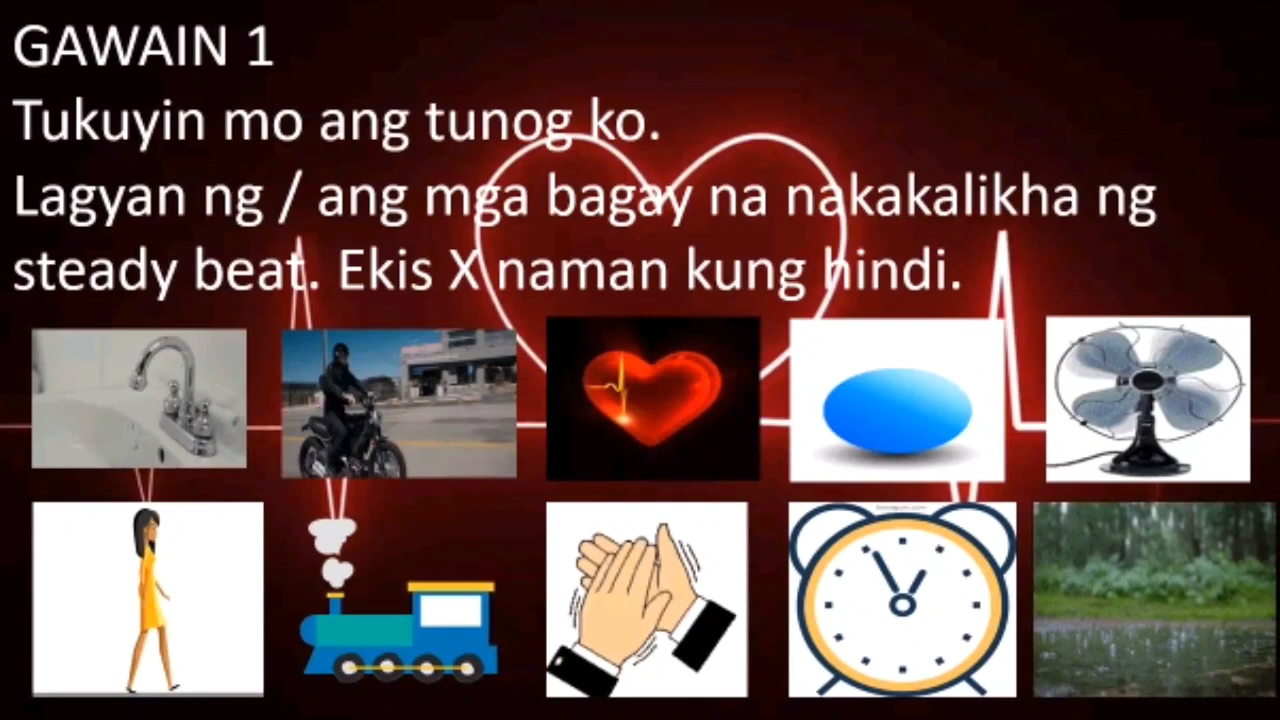 GAWAIN 1
Tukuyin mo ang tunog ko.
Lagyan ng / ang mga bagay na nakakalikha ng
steady beat. Ekis X naman kung hindi.